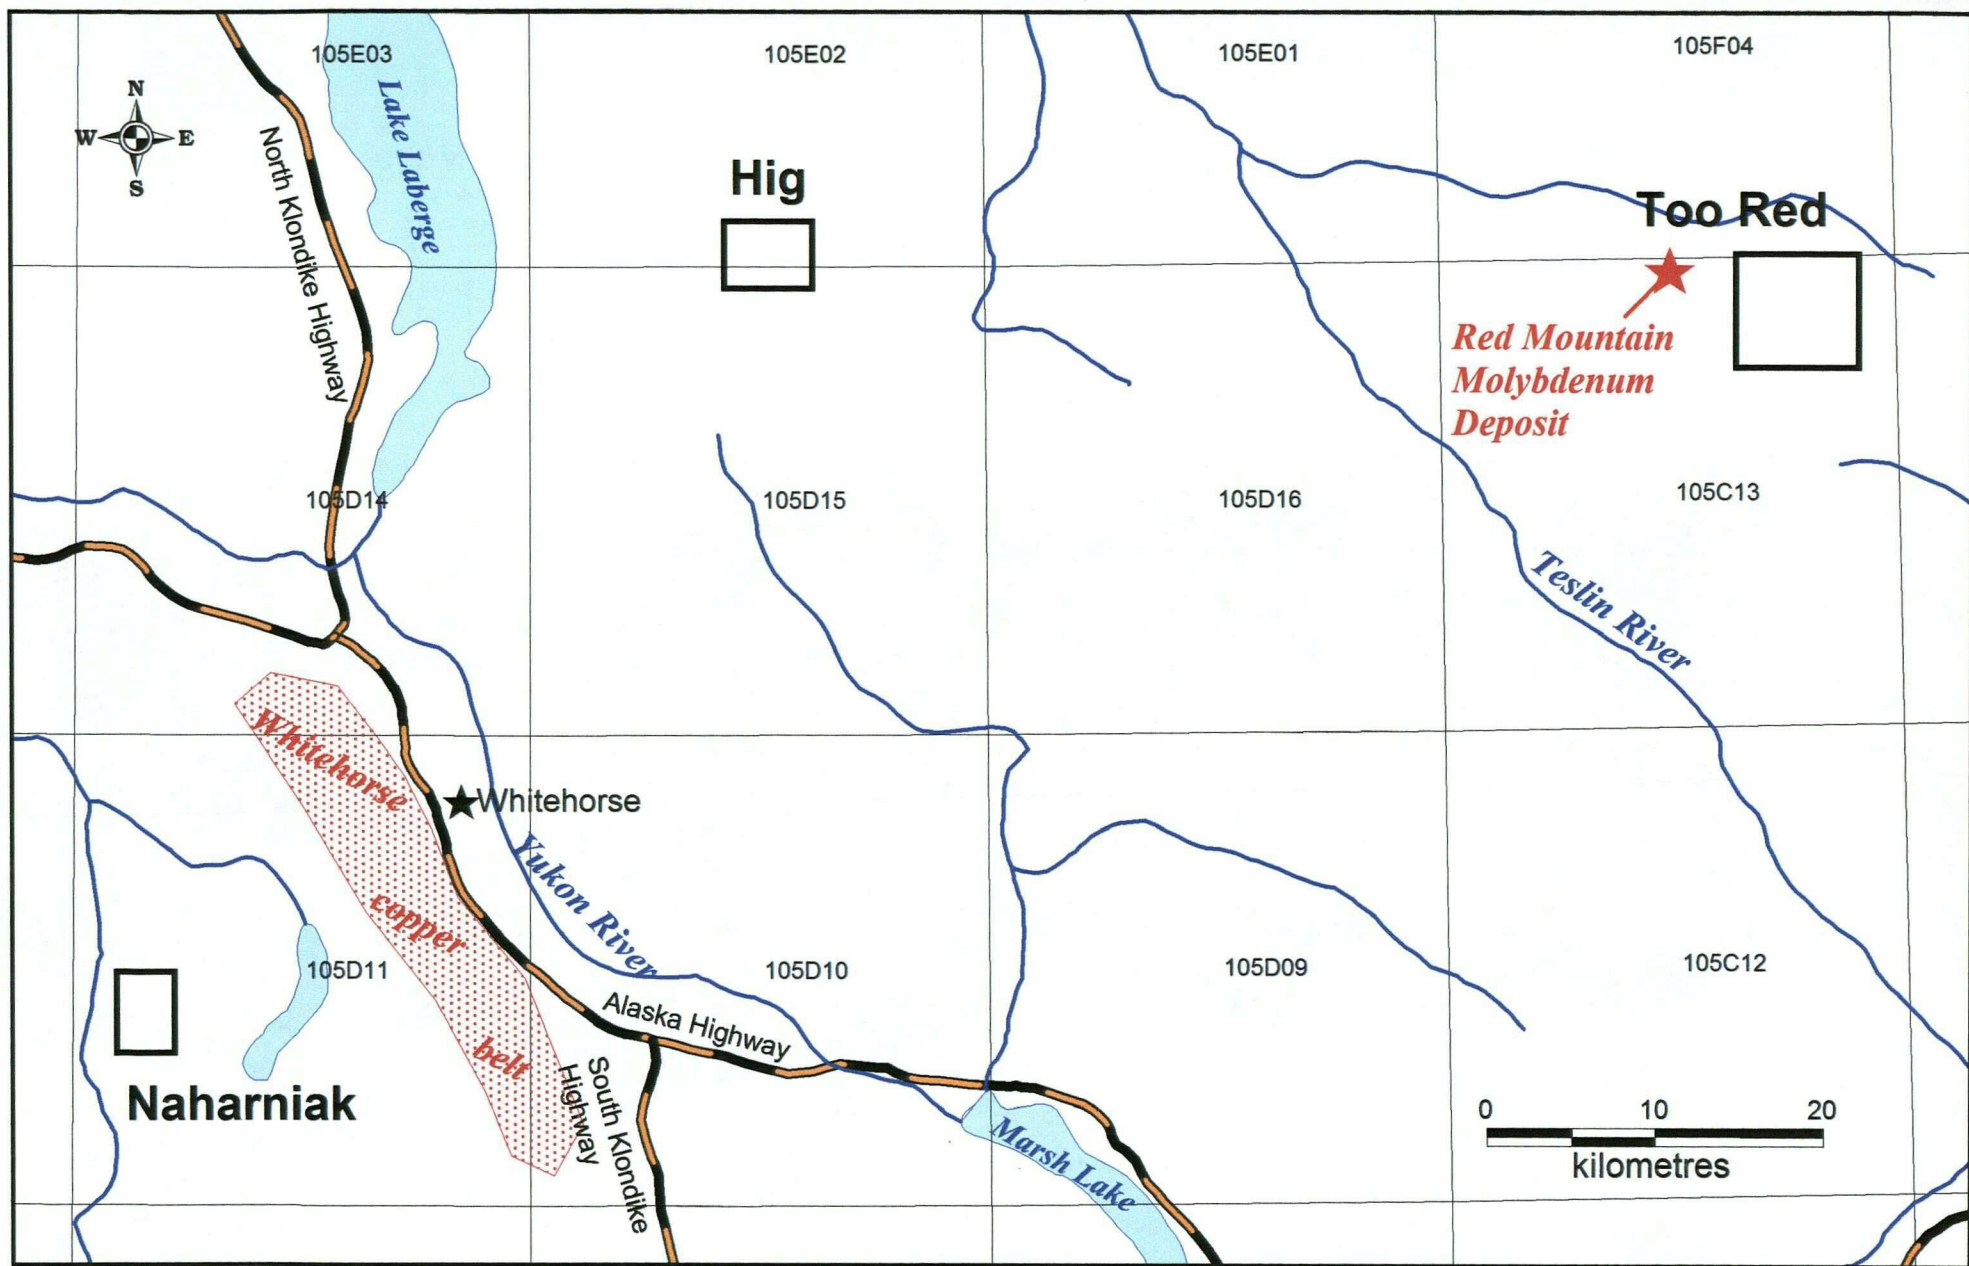 105E03
105E02
105E01
105F04
N
W E
S
Lake Laberge
North Klondike Highway
Hig
Too Red
Red Mountain
Molybdenum
Deposit
105D14
105D15
105D16
105C13
Teslin River
Whitehorse
copper
belt
Whitehorse
Yukon River
105D11
105D10
105D09
105C12
Alaska Highway
South Klondike
Highway
Naharniak
Marsh Lake
0 10 20
kilometres